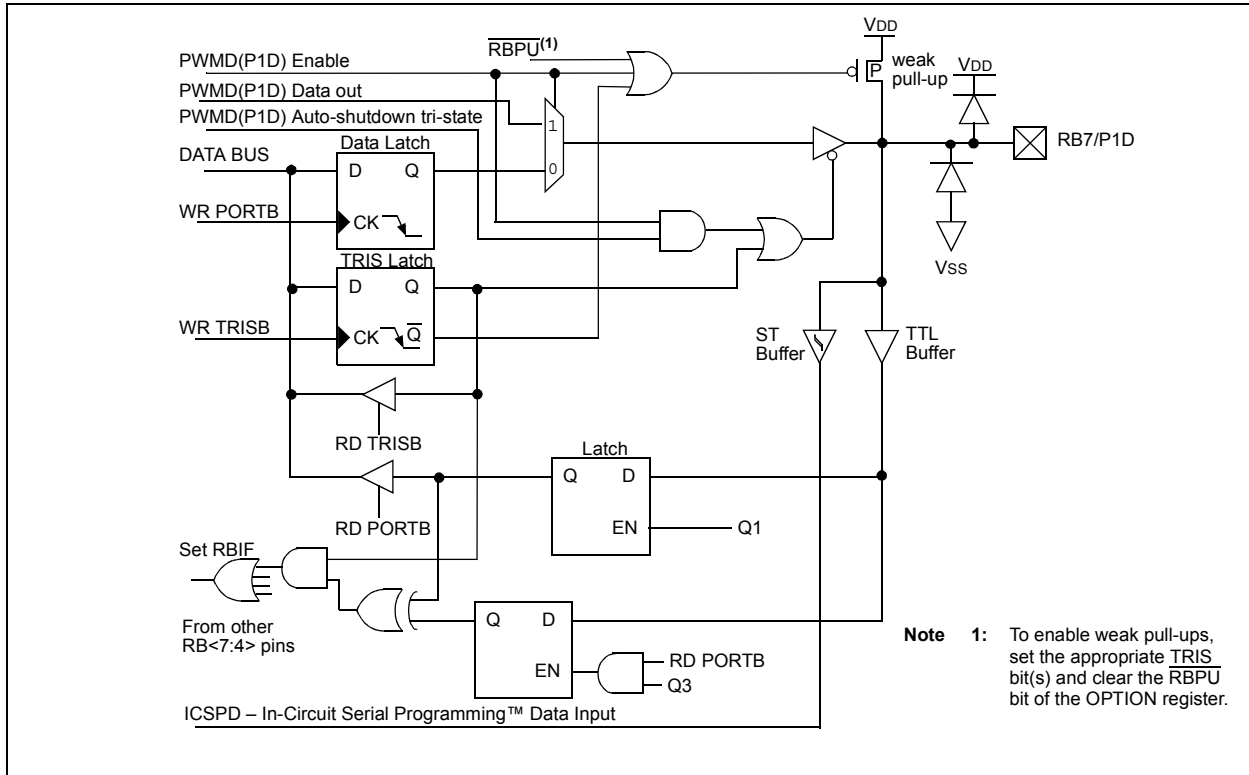 VDD
RBPU(1)
PWMD(P1D) Enable
weak
pull-up
P
VDD
PWMD(P1D) Data out
PWMD(P1D) Auto-shutdown tri-state
1
0
Data Latch
DATA BUS
D Q
RB7/P1D
WR PORTB
CK
TRIS Latch
VSS
D Q
WR TRISB
CK Q
ST
Buffer
TTL
Buffer
RD TRISB
Latch
Q D
EN
Q1
RD PORTB
Set RBIF
Q D
EN
RD PORTB
Q3
From other
RB<7:4> pins
Note 1: To enable weak pull-ups,
set the appropriate TRIS
bit(s) and clear the RBPU
bit of the OPTION register.
ICSPD – In-Circuit Serial Programming™ Data Input